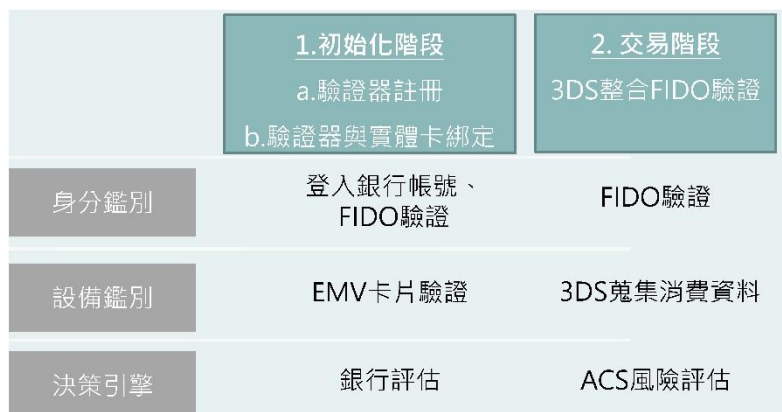 1.初始化階段
a.驗證器註冊
b.驗證器與實體卡綁定
2. 交易階段
3DS整合FIDO驗證
身分鑑別
登入銀行帳號、
FIDO驗證
FIDO驗證
設備鑑別
EMV卡片驗證
3DS蒐集消費資料
決策引擎
銀行評估
ACS風險評估